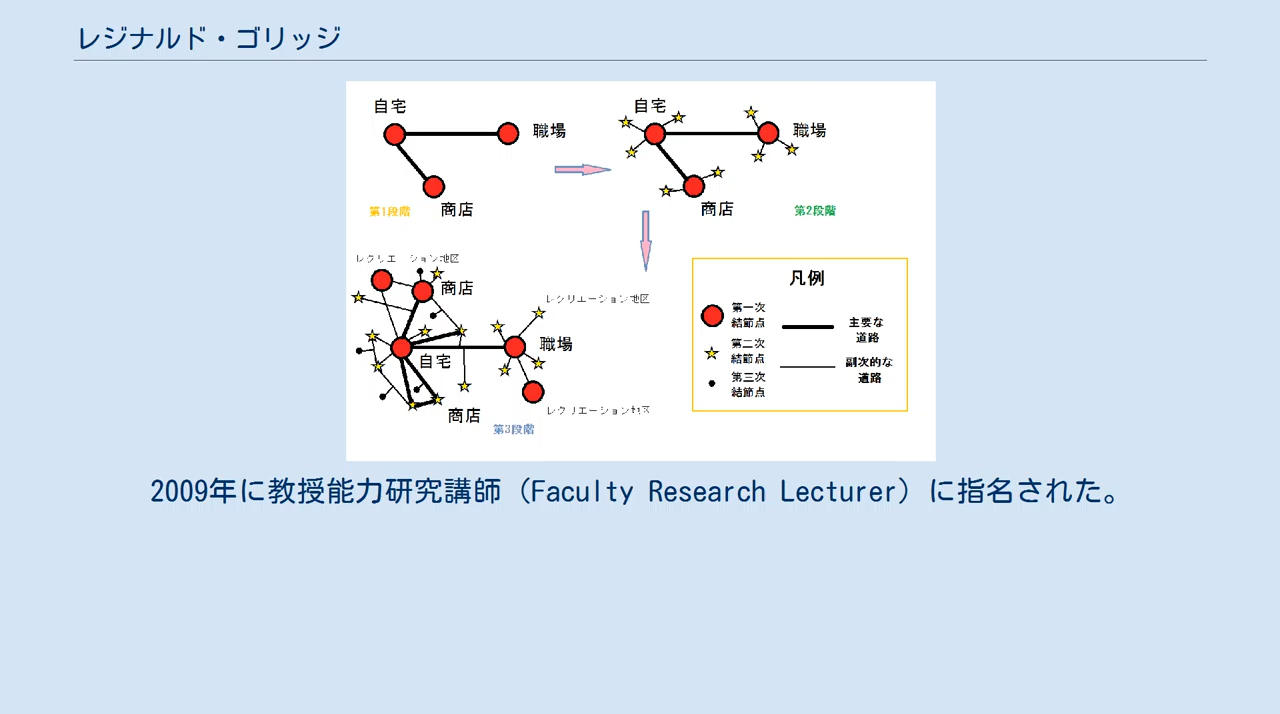 レジナルド・ゴリッジ
自宅
職場
商店
第1段階
自宅
職場
商店
第2段階
レクリエーション地区
商店
レクリエーション地区
自宅
職場
商店
レクリエーション地区
第3段階
凡例
第一次
結節点
主要な
道路
第二次
結節点
副次的な
道路
第三次
結節点
2009年に教授能力研究講師（Faculty Research Lecturer）に指名された。